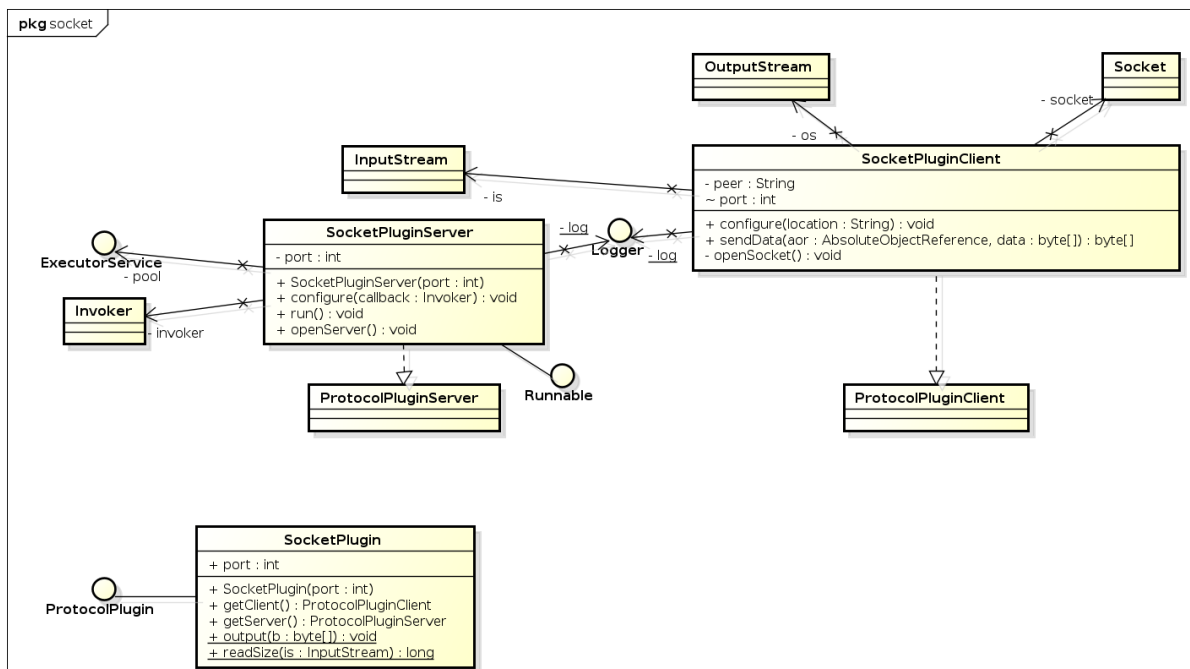 pkg socket
OutputStream
Socket
- socket
- os
SocketPluginClient
- peer : String
~ port : int
+ configure(location : String) : void
+ sendData(aor : AbsoluteObjectReference, data : byte[]) : byte[]
- openSocket() : void
InputStream
- is
- log
Logger
- log
SocketPluginServer
- port : int
+ SocketPluginServer(port : int)
+ configure(callback : Invoker) : void
+ run() : void
+ openServer() : void
ExecutorService
- pool
Invoker
- invoker
Runnable
ProtocolPluginServer
ProtocolPluginClient
SocketPlugin
+ port : int
+ SocketPlugin(port : int)
+ getClient() : ProtocolPluginClient
+ getServer() : ProtocolPluginServer
+ output(b : byte[]) : void
+ readSize(is : InputStream) : long
ProtocolPlugin